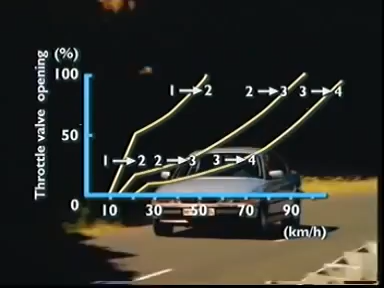 (%)
Throttle valve opening
100
1→2 2→3 3→4
50
1→2 2→3 3→4
0
10 30 50 70 90
(km/h)